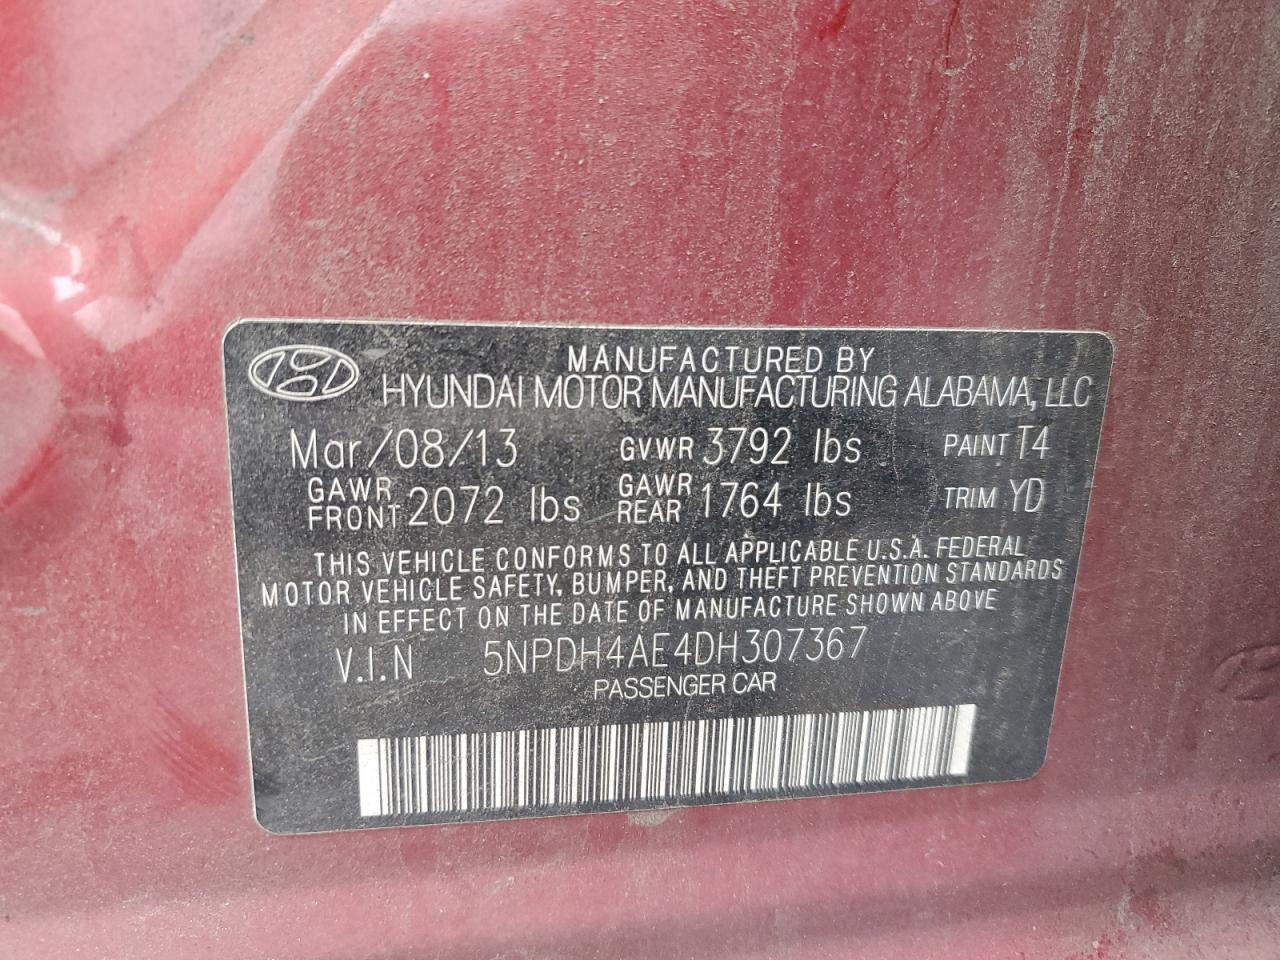 MANUFACTURED BY
HYUNDAI MOTOR MANUFACTURING ALABAMA, LLC
Mar/08/13 GVWR 3792 lbs PAINT T4
GAWR FRONT 2072 lbs GAWR REAR 1764 lbs TRIM YD
THIS VEHICLE CONFORMS TO ALL APPLICABLE U.S.A. FEDERAL
MOTOR VEHICLE SAFETY, BUMPER, AND THEFT PREVENTION STANDARDS
IN EFFECT ON THE DATE OF MANUFACTURE SHOWN ABOVE
V.I.N 5NPDH4AE4DH307367
PASSENGER CAR